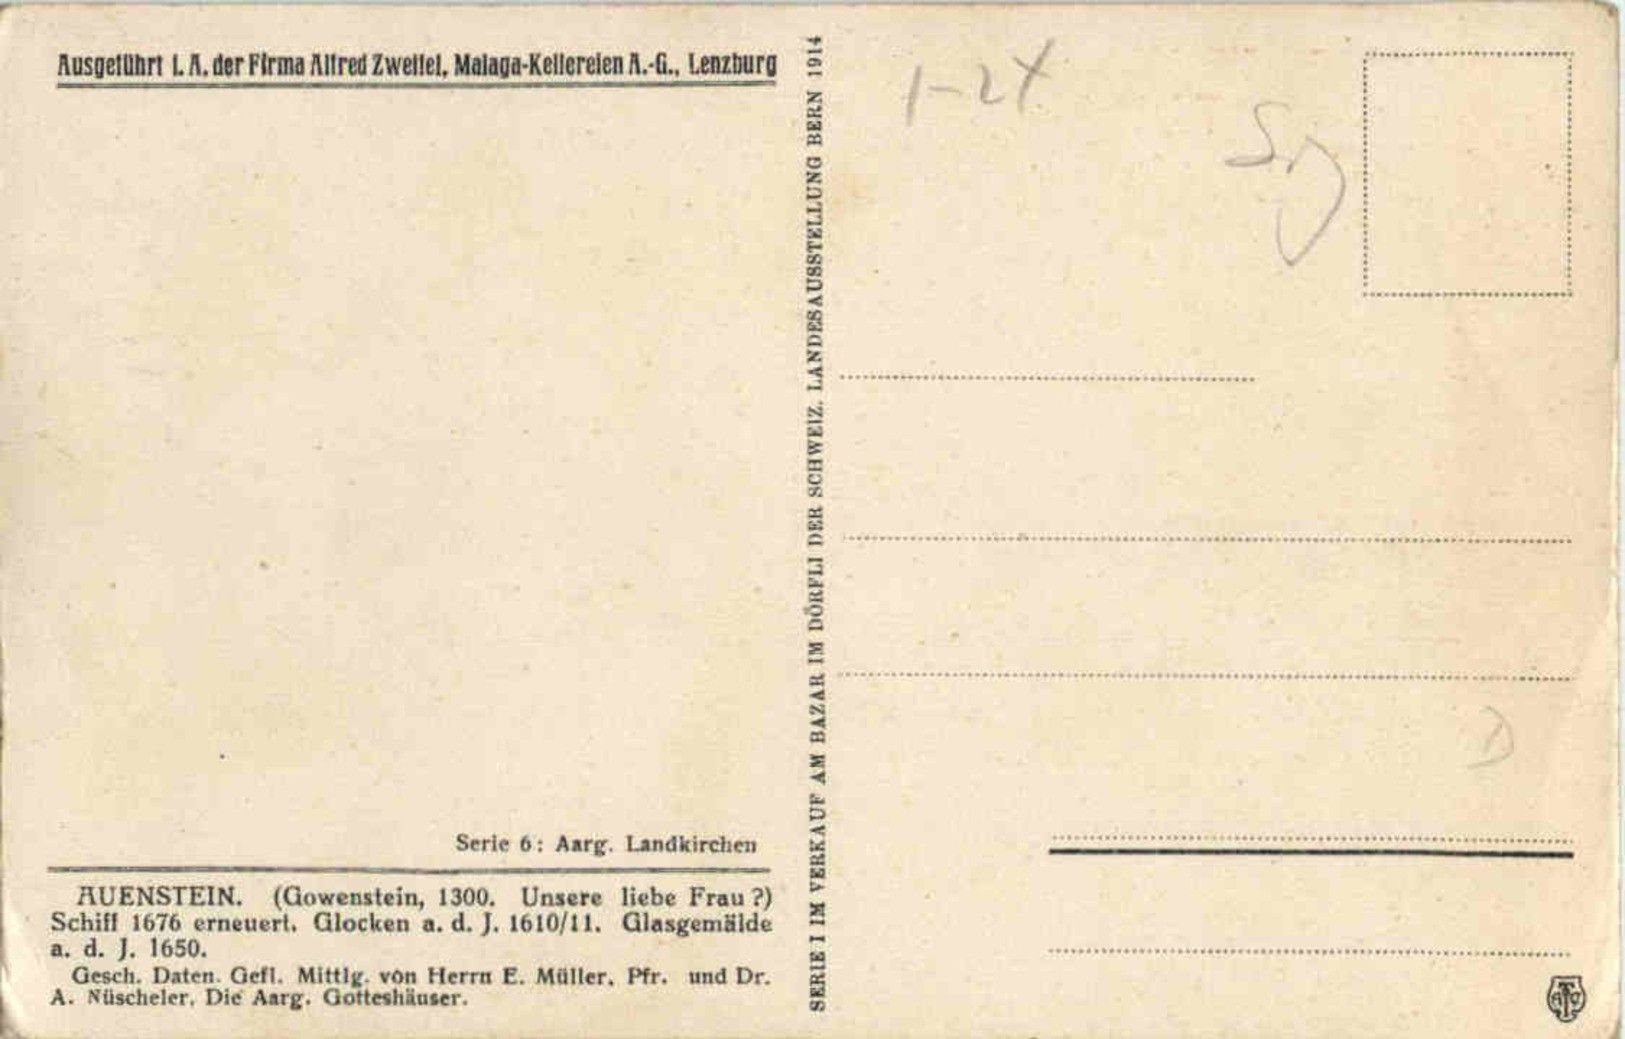 Ausgeführt i. A. der Firma Alfred Zweifel, Malaga-Kellereien A.-G., Lenzburg
Serie 6: Aarg. Landkirchen
AUENSTEIN. (Gowenstein, 1300. Unsere liebe Frau?)
Schiff 1676 erneuert. Glocken a. d. J. 1610/11. Glasgemälde
a. d. J. 1650.
Gesch. Daten. Gefl. Mittlg. von Herrn E. Müller, Pfr. und Dr.
A. Nüscheler, Die Aarg. Gotteshäuser.
SERIE I IM VERKAUF AM BAZAR IM DÖRFLI DER SCHWEIZ. LANDESAUSSTELLUNG BERN 1914
1-24
D